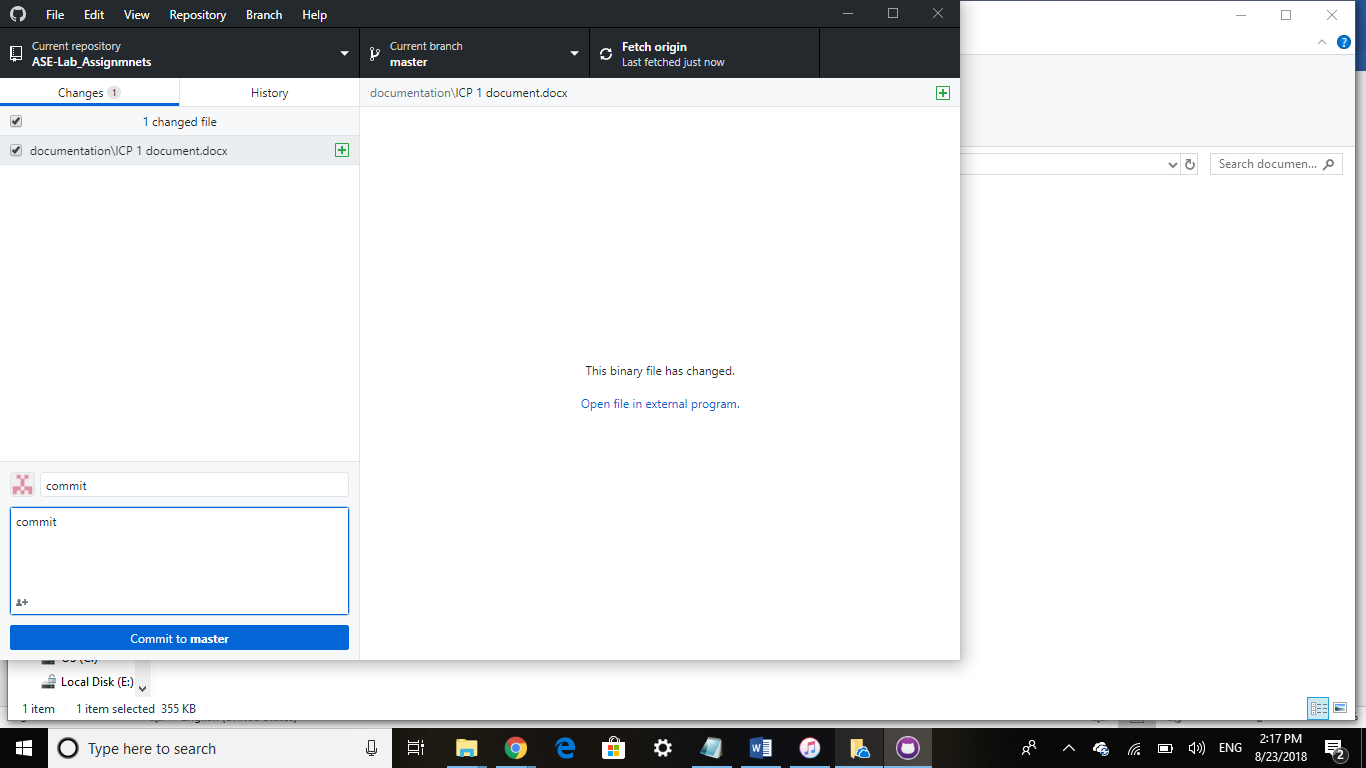 File Edit View Repository Branch Help
Current repository
ASE-Lab_Assignmnets
Current branch
master
Fetch origin
Last fetched just now
Changes 1
History
documentation\ICP 1 document.docx
1 changed file
documentation\ICP 1 document.docx
Search documen...
This binary file has changed.
Open file in external program.
commit
commit
Commit to master
Local Disk (E:)
1 item 1 item selected 355 KB
Type here to search
ENG
2:17 PM
8/23/2018
2